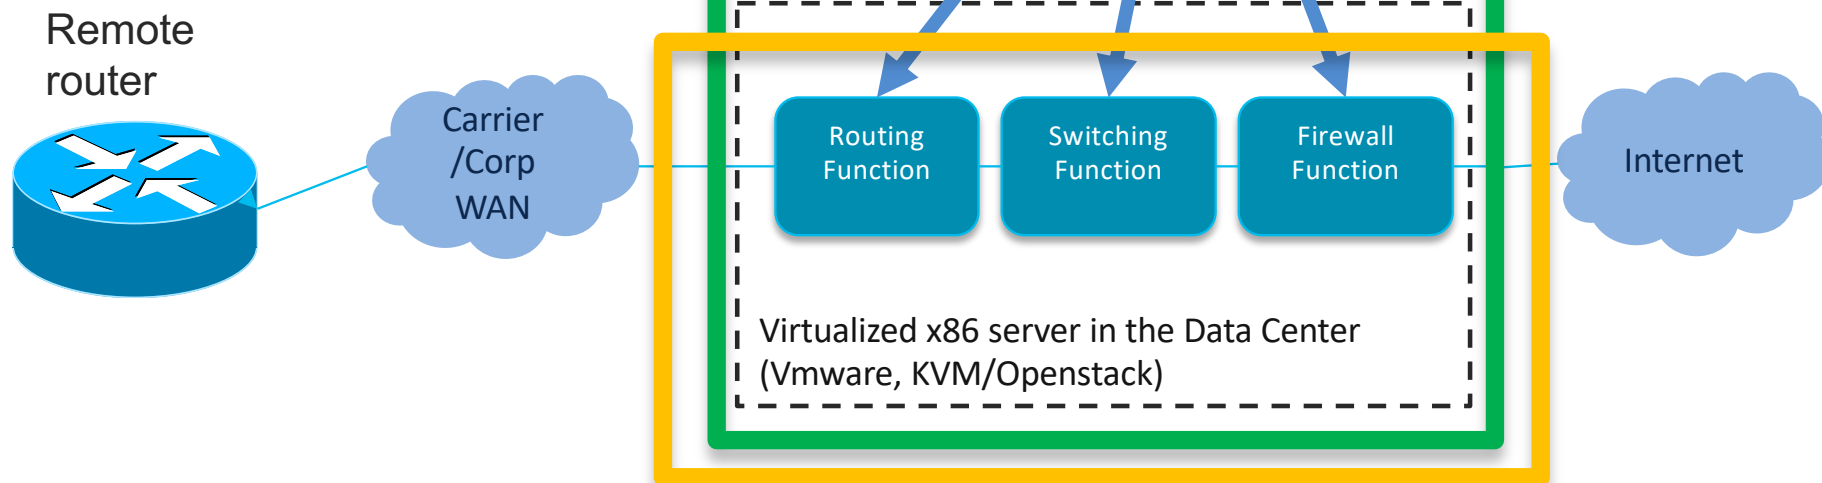 Remote
router
Carrier
/Corp
WAN
Routing
Function
Switching
Function
Firewall
Function
Internet
Virtualized x86 server in the Data Center
(Vmware, KVM/Openstack)